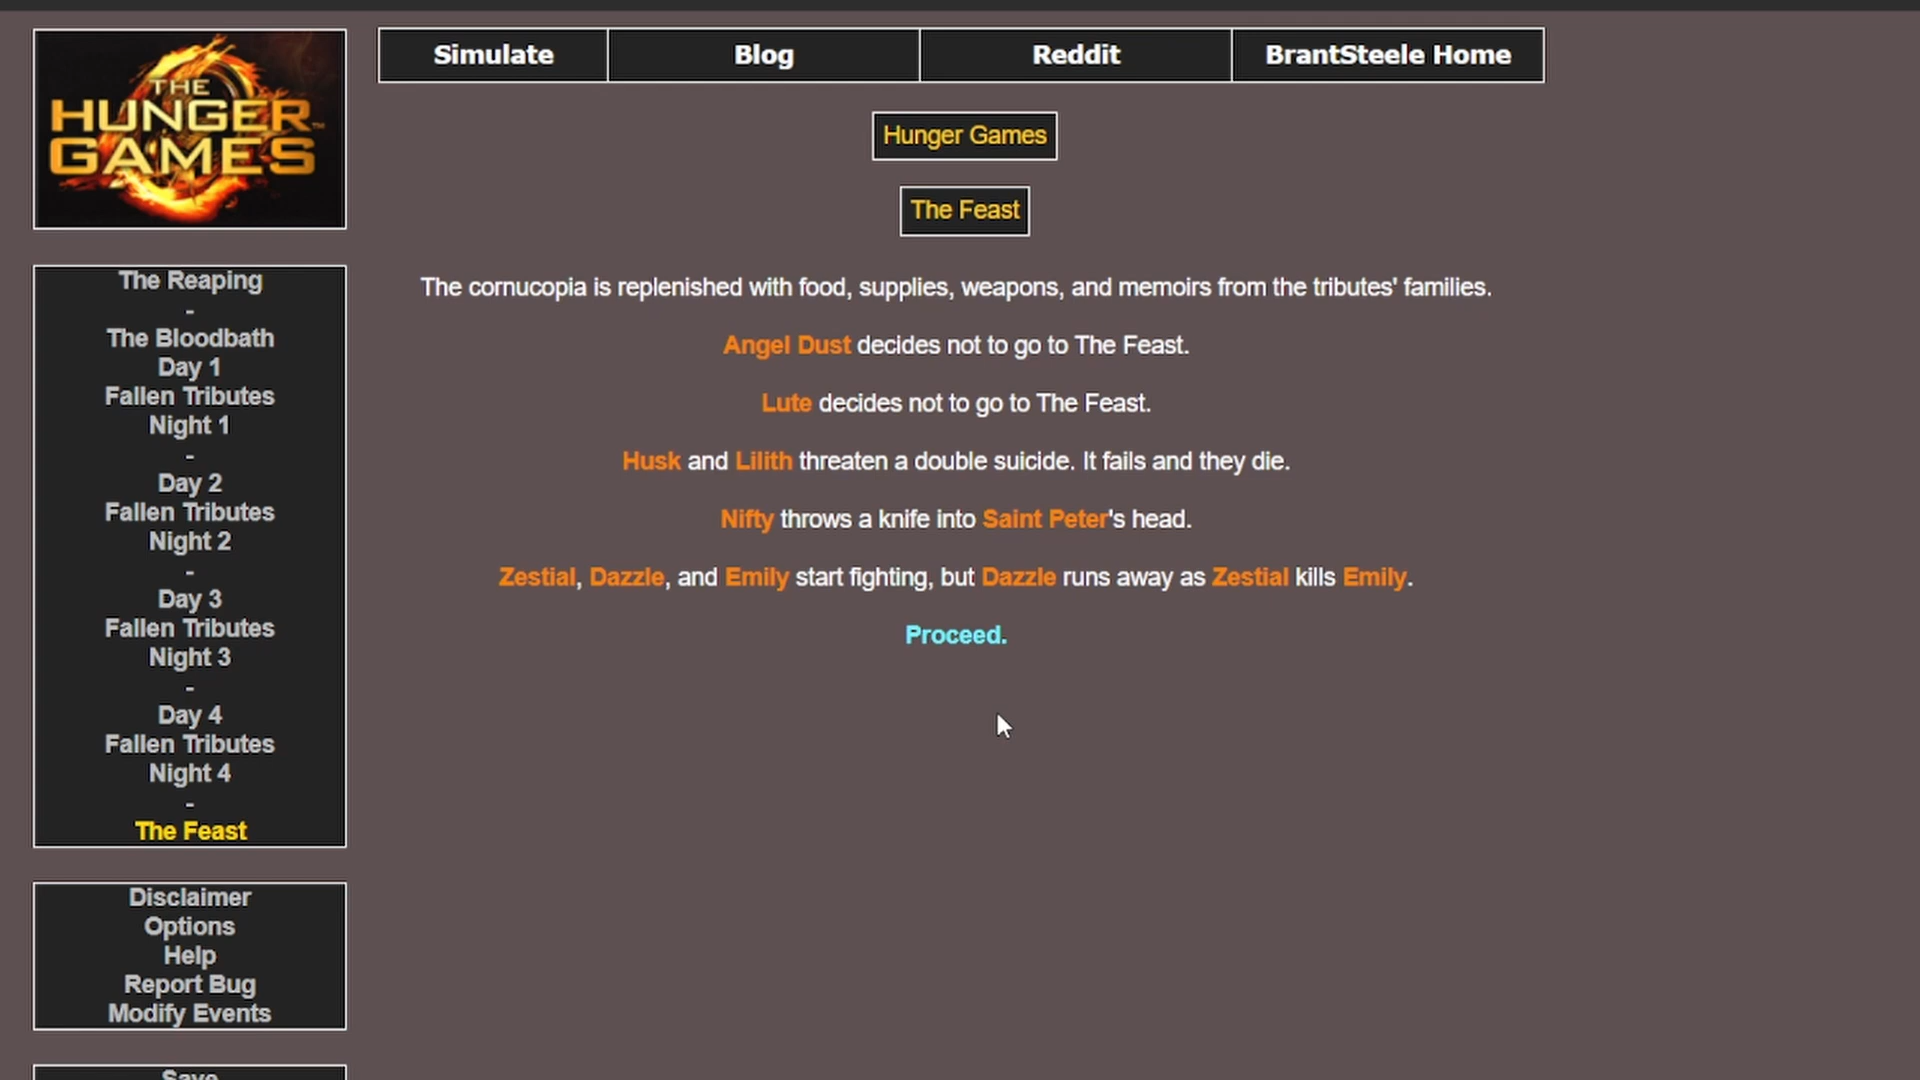 THE
HUNGER
GAMES
TM
Simulate
Blog
Reddit
BrantSteele Home
Hunger Games
The Feast
The Reaping
-
The Bloodbath
Day 1
Fallen Tributes
Night 1
-
Day 2
Fallen Tributes
Night 2
-
Day 3
Fallen Tributes
Night 3
-
Day 4
Fallen Tributes
Night 4
-
The Feast
Disclaimer
Options
Help
Report Bug
Modify Events
Save
The cornucopia is replenished with food, supplies, weapons, and memoirs from the tributes' families.
Angel Dust decides not to go to The Feast.
Lute decides not to go to The Feast.
Husk and Lilith threaten a double suicide. It fails and they die.
Nifty throws a knife into Saint Peter's head.
Zestial, Dazzle, and Emily start fighting, but Dazzle runs away as Zestial kills Emily.
Proceed.